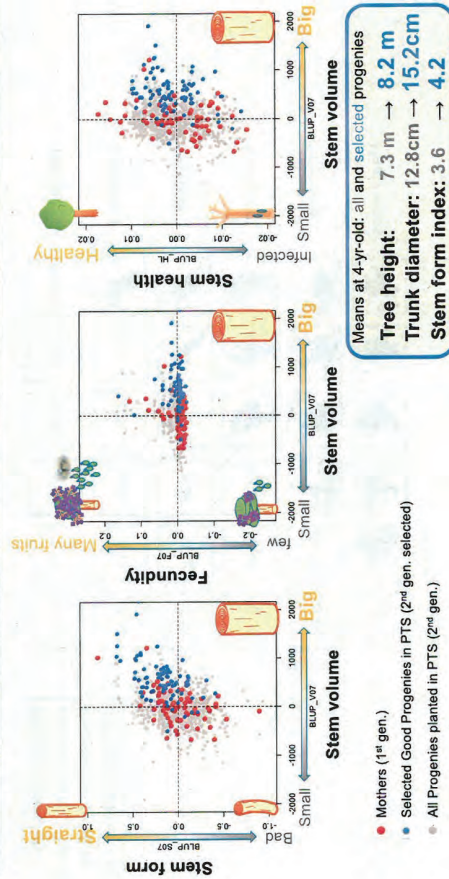 Stem form
Straight
BLUP_S07
Bad
1.0
0.5
0.0
-0.5
-1.0
-2000
-1000
0
1000
2000
Small
BLUP_V07
Big
Stem volume
Fecundity
Many fruits
BLUP_F07
few
0.2
0.1
0.0
-0.1
-0.2
-2000
-1000
0
1000
2000
Small
BLUP_V07
Big
Stem volume
Stem health
Healthy
BLUP_HL
Infected
0.02
0.01
0.00
-0.01
-0.02
-2000
-1000
0
1000
2000
Small
BLUP_V07
Big
Stem volume
Mothers (1st gen.)
Selected Good Progenies in PTS (2nd gen. selected)
All Progenies planted in PTS (2nd gen.)
Means at 4-yr-old: all and selected progenies
Tree height: 7.3 m → 8.2 m
Trunk diameter: 12.8cm → 15.2cm
Stem form index: 3.6 → 4.2